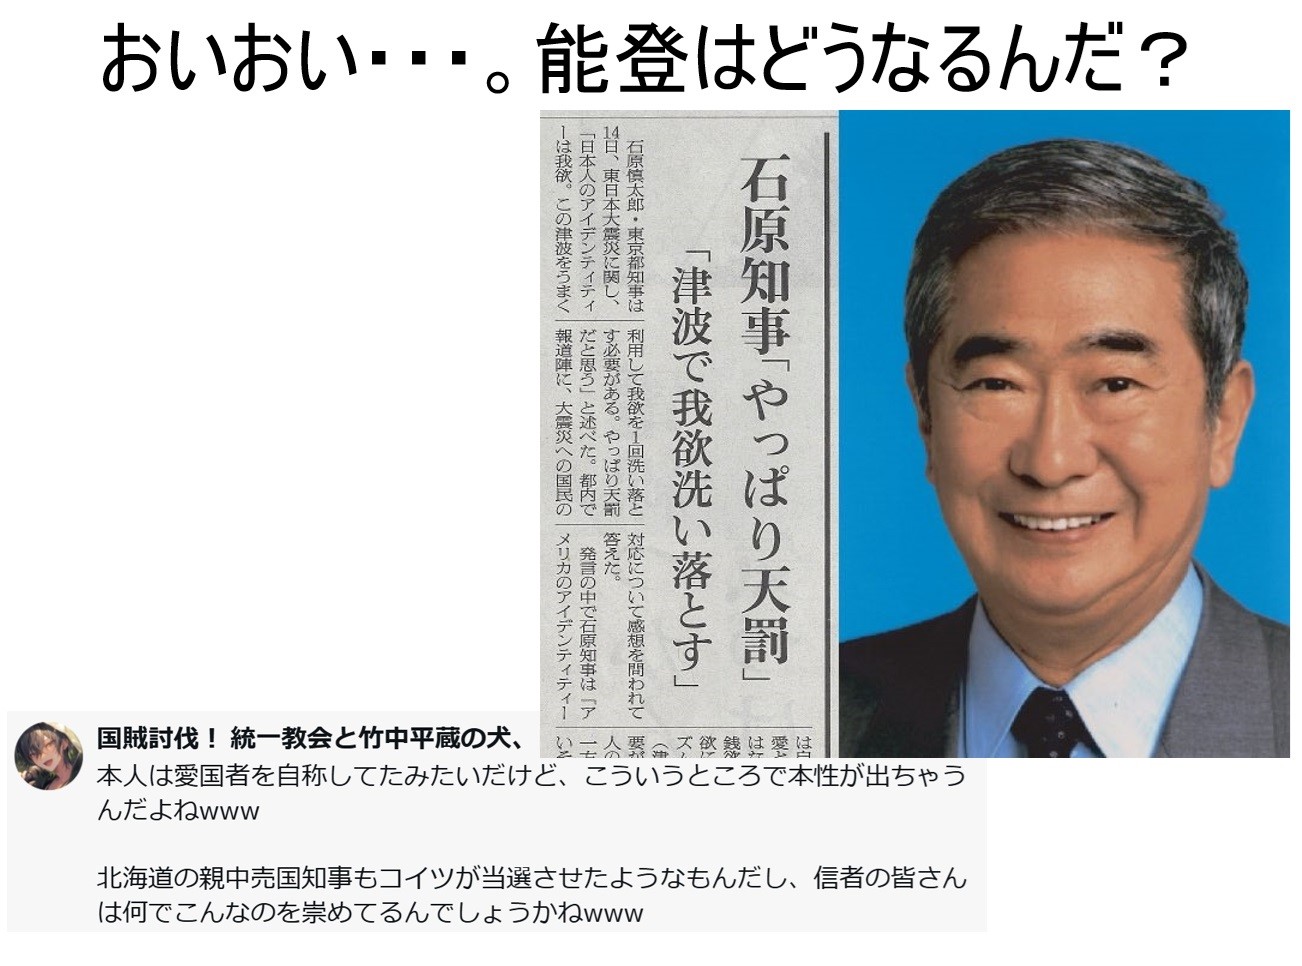 おいおい・・・。能登はどうなるんだ？
石原知事「やっぱり天罰」
「津波で我欲洗い落とす」
石原慎太郎・東京都知事は
14日、東日本大震災に関し、
「日本人のアイデンティティ
ーは我欲。この津波をうまく
利用して我欲を1回洗い落と
す必要がある。やっぱり天罰
だと思う」と述べた。都内で
報道陣に、大震災への国民の
対応について感想を問われて
答えた。
発言の中で石原知事は「ア
メリカのアイデンティティー
国賊討伐！ 統一教会と竹中平蔵の犬、
本人は愛国者を自称してたみたいだけど、こういうところで本性が出ちゃう
んだよねwww
北海道の親中売国知事もコイツが当選させたようなもんだし、信者の皆さん
は何でこんなのを崇めてるんでしょうかねwww